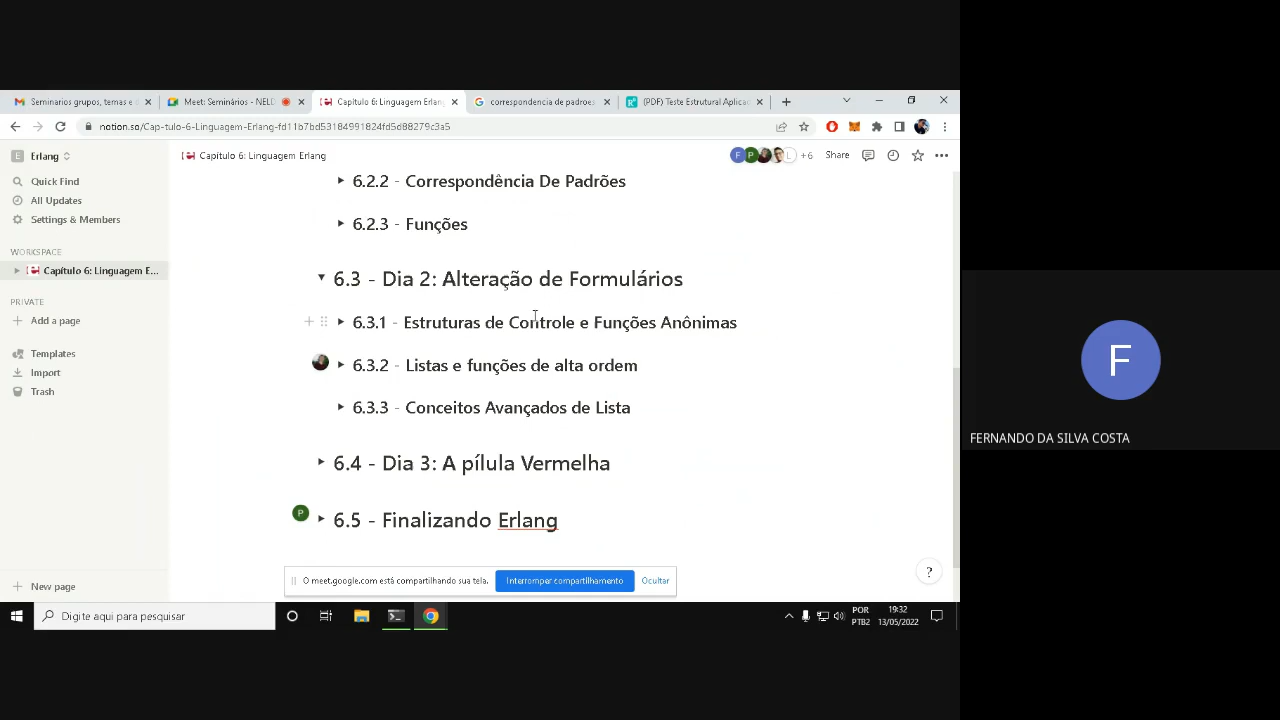 Seminarios grupos, temas e d
Meet: Seminários - NELD
Capítulo 6: Linguagem Erlang
correspondencia de padroes
(PDF) Teste Estrutural Aplicac
notion.so/Cap-tulo-6-Linguagem-Erlang-fd11b7bd53184991824fd5d88279c3a5
Erlang
Capítulo 6: Linguagem Erlang
F P L +6 Share
Quick Find
All Updates
Settings & Members
WORKSPACE
Capítulo 6: Linguagem E...
PRIVATE
Add a page
Templates
Import
Trash
New page
6.2.2 - Correspondência De Padrões
6.2.3 - Funções
6.3 - Dia 2: Alteração de Formulários
6.3.1 - Estruturas de Controle e Funções Anônimas
6.3.2 - Listas e funções de alta ordem
6.3.3 - Conceitos Avançados de Lista
6.4 - Dia 3: A pílula Vermelha
P
6.5 - Finalizando Erlang
?
O meet.google.com está compartilhando sua tela.
Interromper compartilhamento
Ocultar
Digite aqui para pesquisar
POR
PTB2
19:32
13/05/2022
F
FERNANDO DA SILVA COSTA